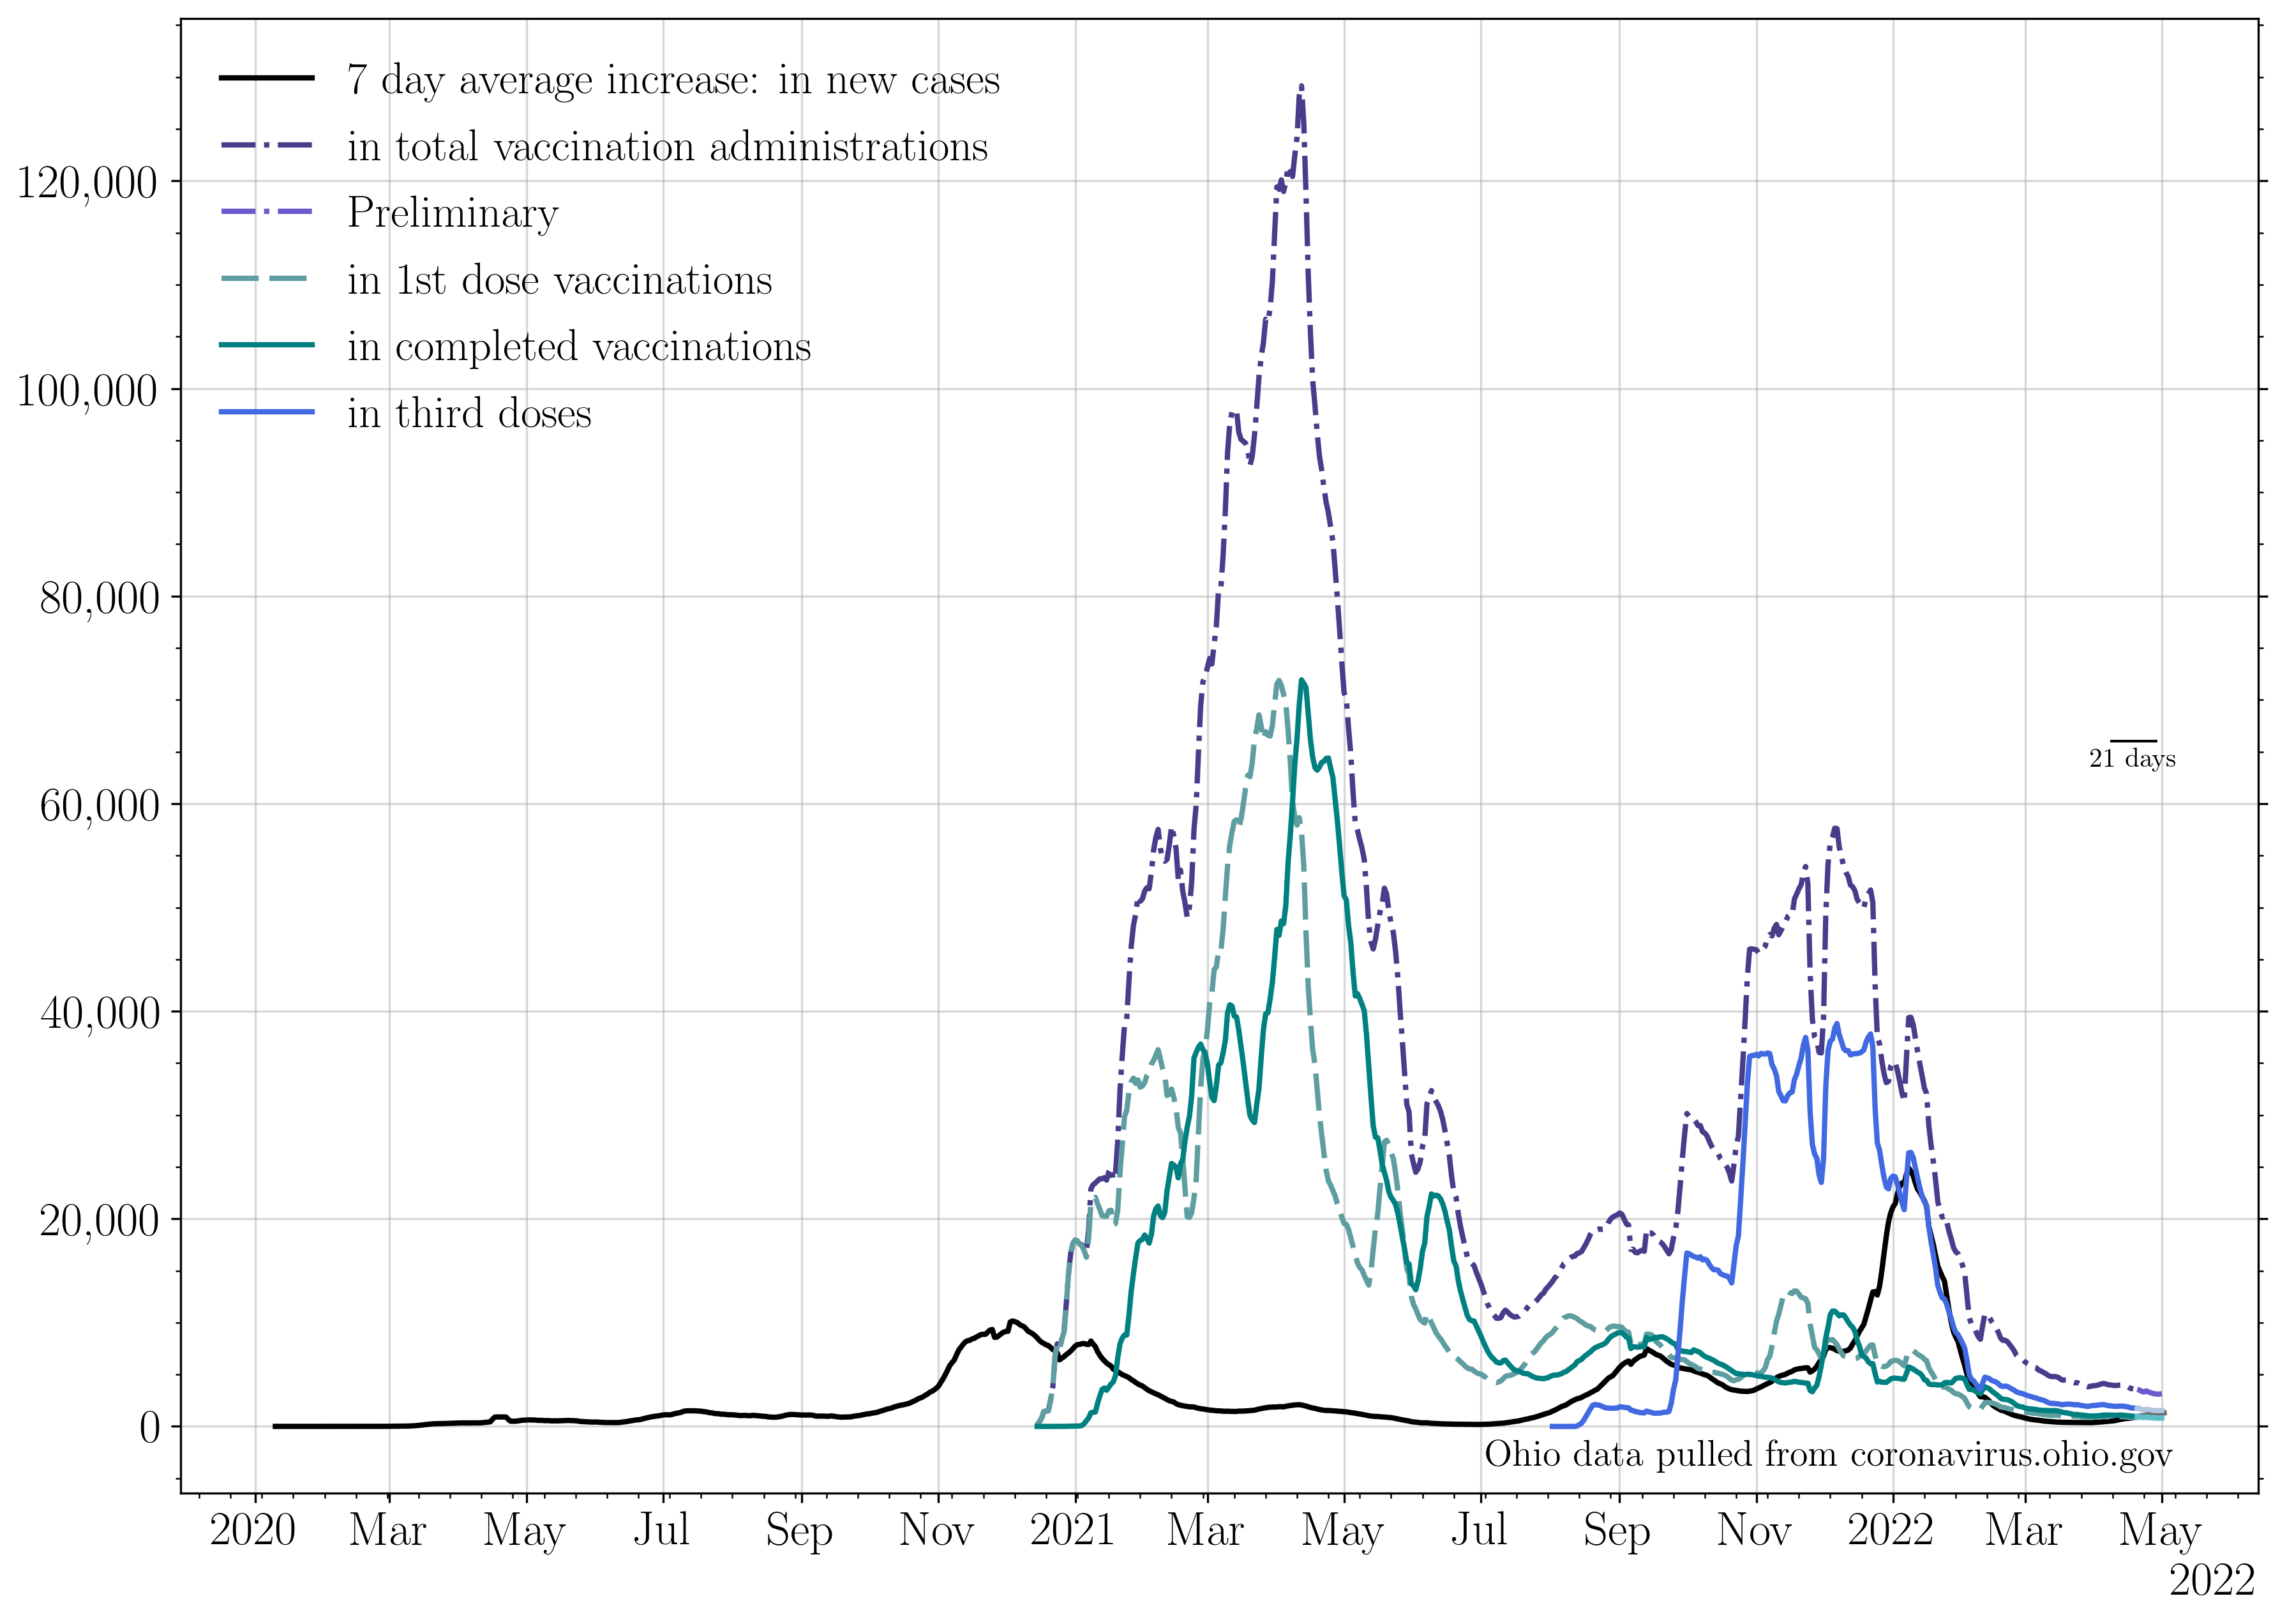 7 day average increase: in new cases
in total vaccination administrations
Preliminary
in 1st dose vaccinations
in completed vaccinations
in third doses
120,000
100,000
80,000
60,000
40,000
20,000
0
21 days
Ohio data pulled from coronavirus.ohio.gov
2020 Mar May Jul Sep Nov 2021 Mar May Jul Sep Nov 2022 Mar May
2022